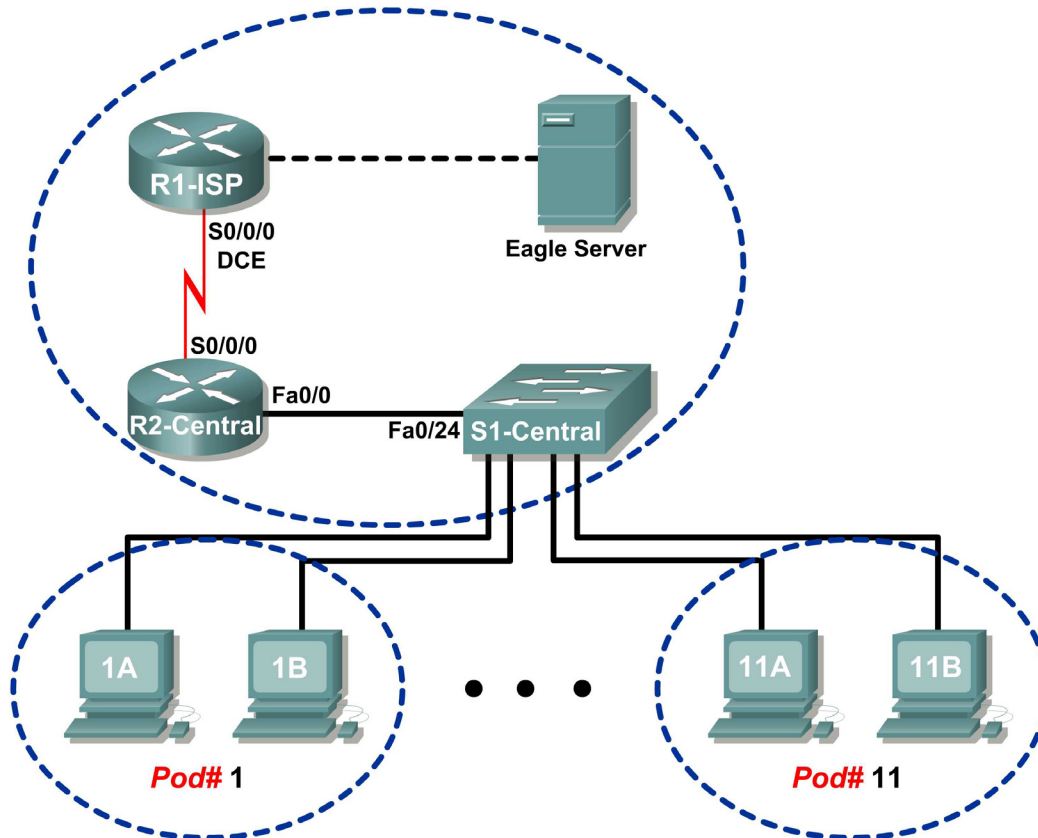 R1-ISP
S0/0/0
DCE
Eagle Server
S0/0/0
R2-Central
Fa0/0
Fa0/24
S1-Central
1A
1B
11A
11B
Pod# 1
Pod# 11